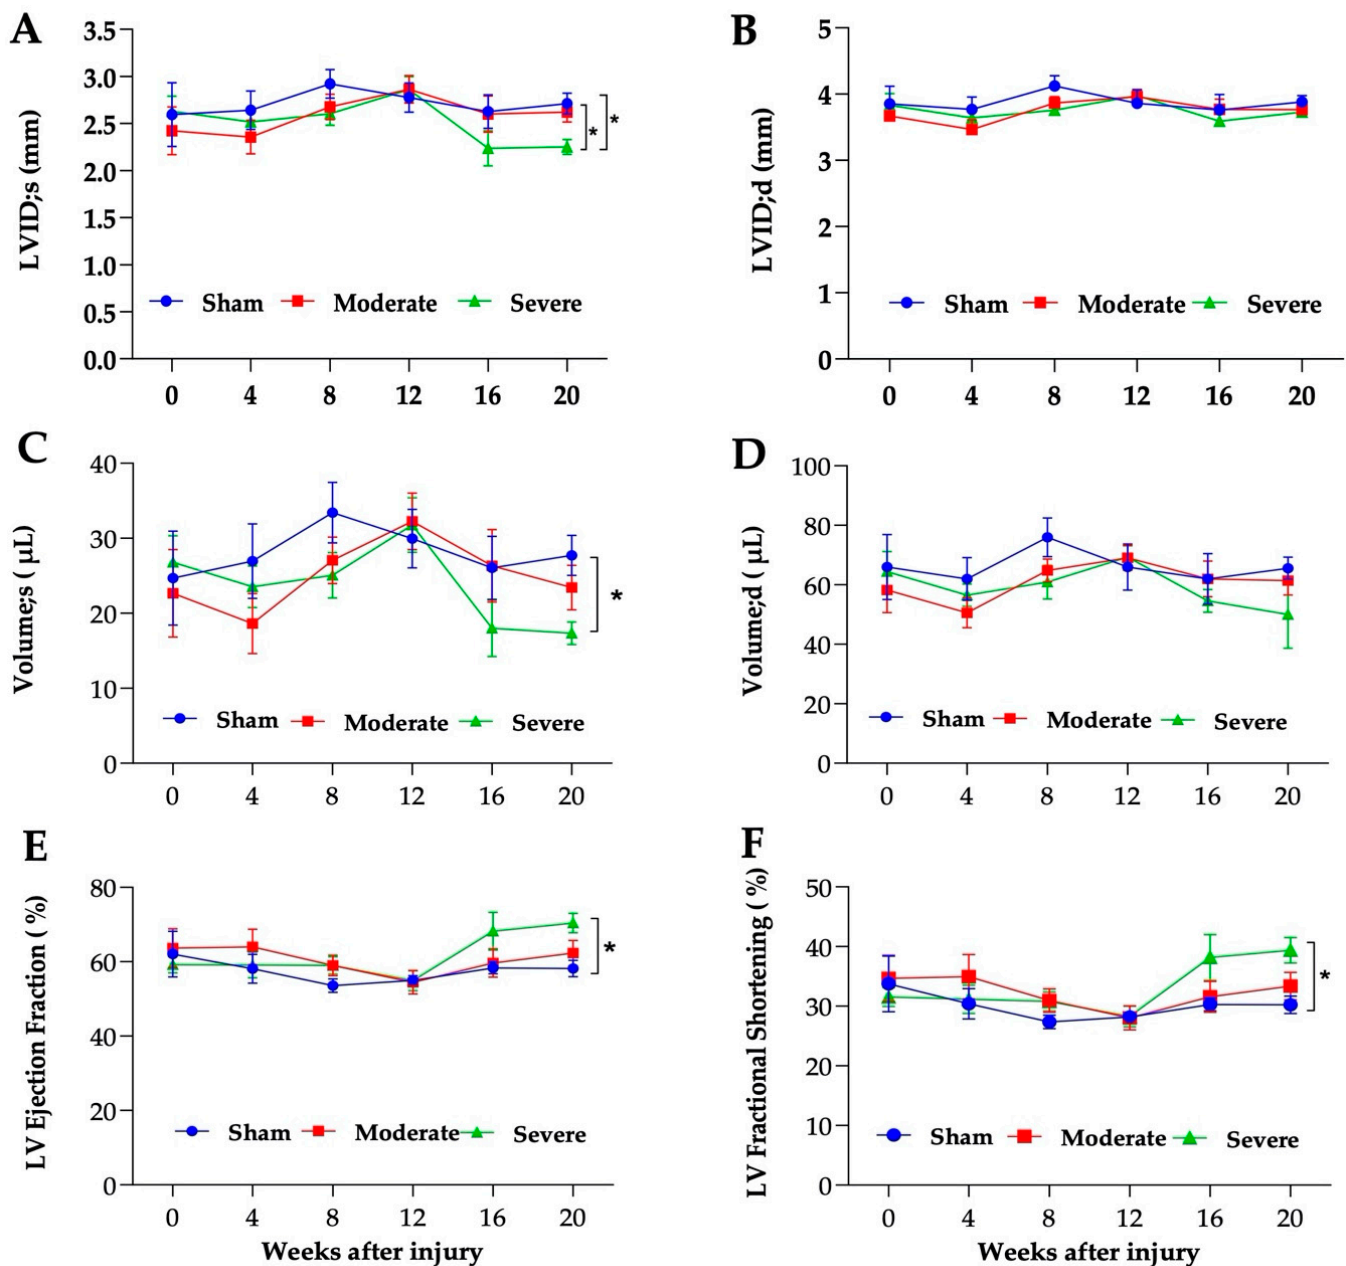 A
LVID;s (mm)
3.5
3.0
2.5
2.0
1.5
1.0
0.5
0.0
Sham Moderate Severe
0 4 8 12 16 20
* *
B
LVID;d (mm)
5
4
3
2
1
0
Sham Moderate Severe
0 4 8 12 16 20
C
Volume;s ( µL)
40
30
20
10
0
Sham Moderate Severe
0 4 8 12 16 20
*
D
Volume;d ( µL)
100
80
60
40
20
0
Sham Moderate Severe
0 4 8 12 16 20
E
LV Ejection Fraction ( %)
80
60
40
20
0
Sham Moderate Severe
0 4 8 12 16 20
*
Weeks after injury
F
LV Fractional Shortening ( %)
50
40
30
20
10
0
Sham Moderate Severe
0 4 8 12 16 20
*
Weeks after injury